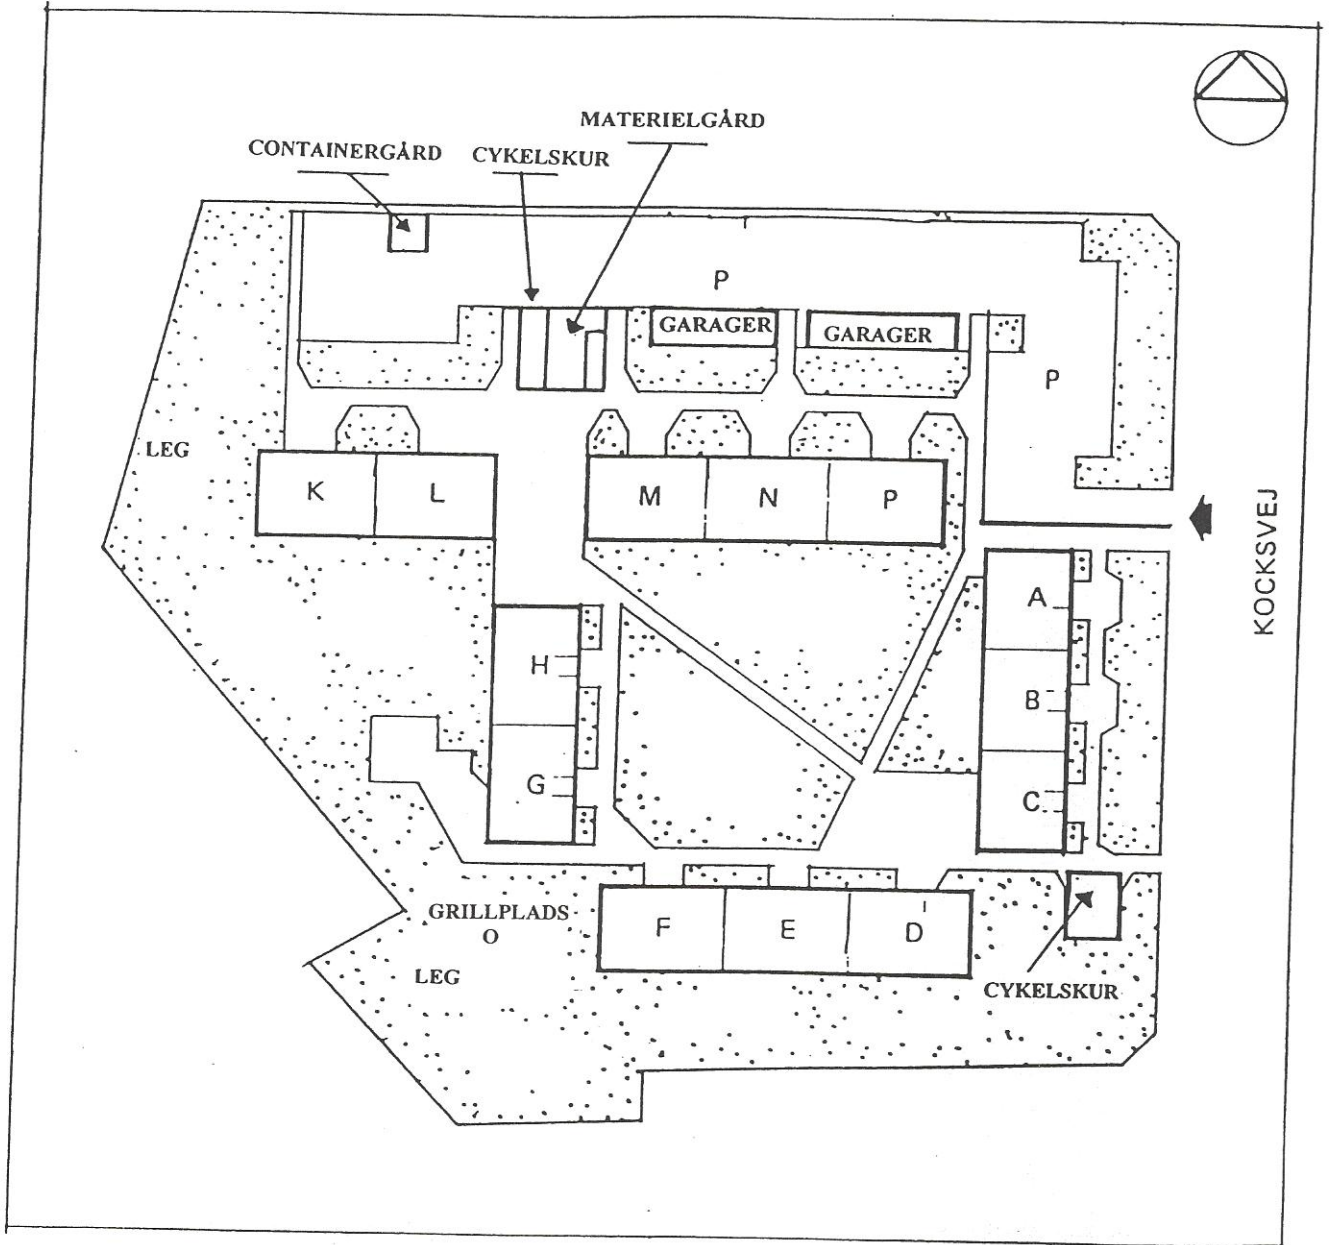 MATERIELGÅRD
CONTAINERGÅRD
CYKELSKUR
P
GARAGER
GARAGER
P
LEG
K
L
M
N
P
KOCKSVEJ
A
H
B
G
C
GRILLPLADS
O
F
E
D
LEG
CYKELSKUR